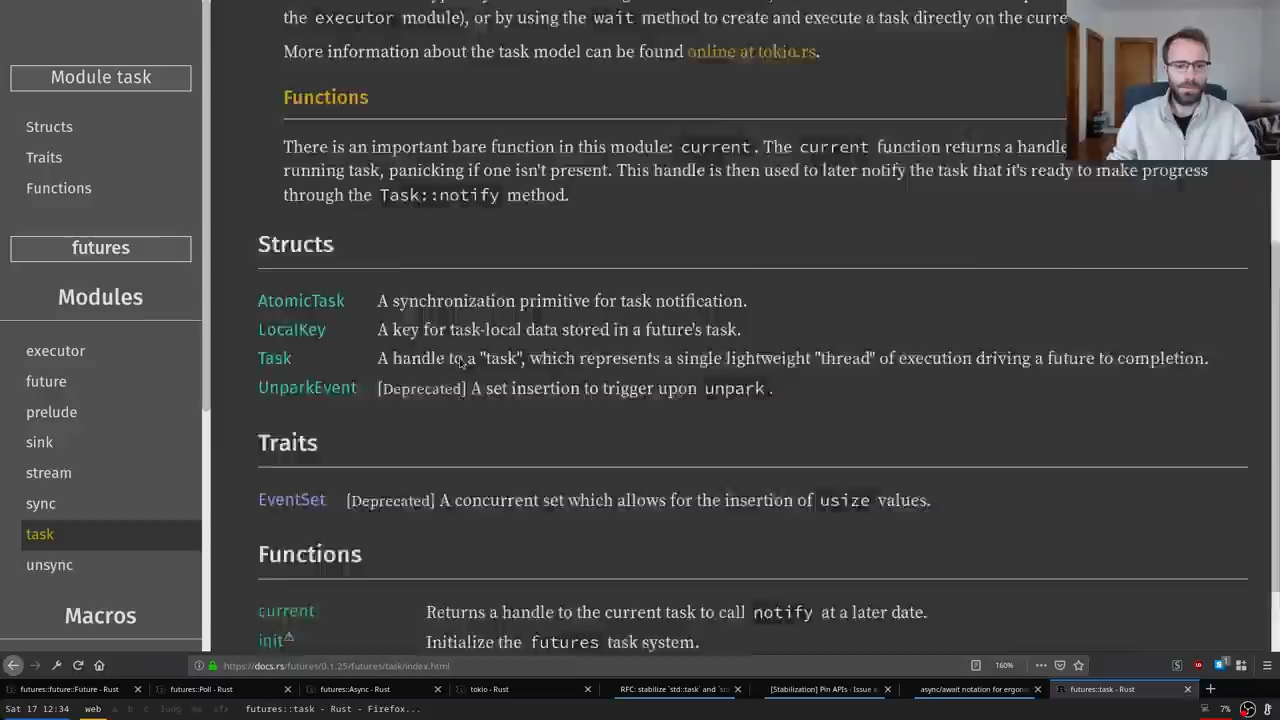 the executor module), or by using the wait method to create and execute a task directly on the curre
More information about the task model can be found online at tokio.rs.
Module task
Functions
Structs
Traits
Functions
There is an important bare function in this module: current. The current function returns a handle
running task, panicking if one isn't present. This handle is then used to later notify the task that it's ready to make progress
through the Task::notify method.
futures
Structs
Modules
AtomicTask A synchronization primitive for task notification.
LocalKey A key for task-local data stored in a future's task.
executor
Task A handle to a "task", which represents a single lightweight "thread" of execution driving a future to completion.
future
UnparkEvent [Deprecated] A set insertion to trigger upon unpark.
prelude
sink
Traits
stream
EventSet [Deprecated] A concurrent set which allows for the insertion of usize values.
sync
task
Functions
unsync
current Returns a handle to the current task to call notify at a later date.
Macros
init⚠ Initialize the futures task system.
https://docs.rs/futures/0.1.25/futures/task/index.html 160%
futures::future::Future - Rust futures::Poll - Rust futures::Async - Rust tokio - Rust RFC: stabilize `std::task` and `st [Stabilization] Pin APIs · Issue async/await notation for ergon futures::task - Rust
Sat 17 12:34 web a b c lung va sfx futures::task - Rust - Firefox... 7%